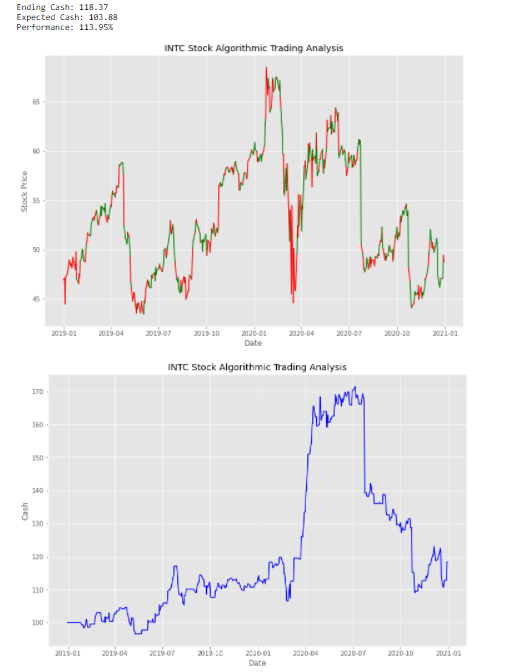 Ending Cash: 118.37
Expected Cash: 103.88
Performance: 113.95%
INTC Stock Algorithmic Trading Analysis
65
60
55
50
45
Stock Price
2019-01 2019-04 2019-07 2019-10 2020-01 2020-04 2020-07 2020-10 2021-01
Date
INTC Stock Algorithmic Trading Analysis
170
160
150
140
130
120
110
100
Cash
2019-01 2019-04 2019-07 2019-10 2020-01 2020-04 2020-07 2020-10 2021-01
Date